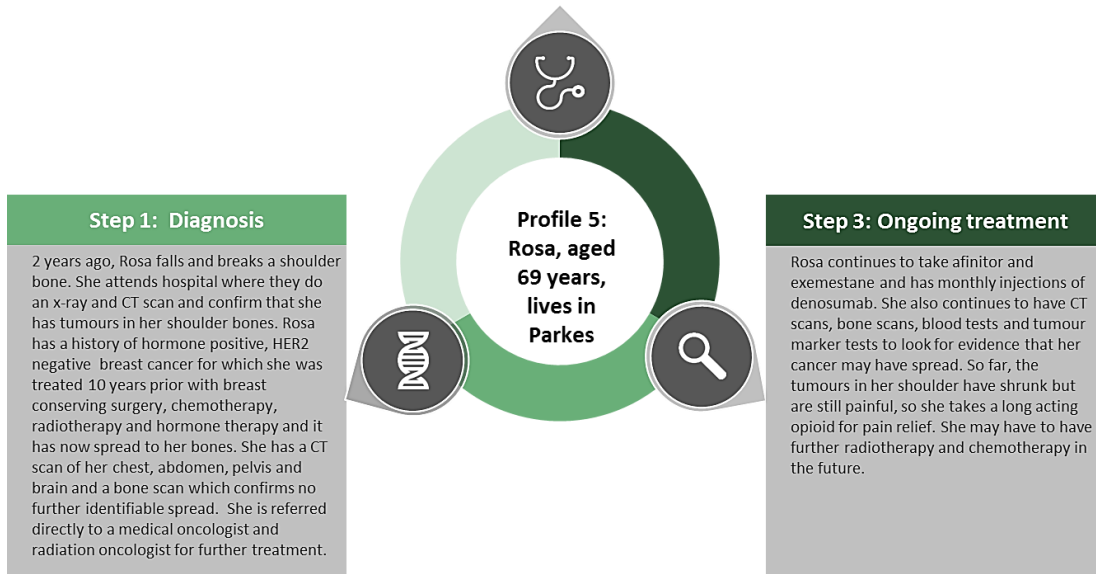 Profile 5:
Rosa, aged
69 years,
lives in
Parkes
Step 1:  Diagnosis
2 years ago, Rosa falls and breaks a shoulder
bone. She attends hospital where they do
an x-ray and CT scan and confirm that she
has tumours in her shoulder bones. Rosa
has a history of hormone positive, HER2
negative  breast cancer for which she was
treated 10 years prior with breast
conserving surgery, chemotherapy,
radiotherapy and hormone therapy and it
has now spread to her bones. She has a CT
scan of her chest, abdomen, pelvis and
brain and a bone scan which confirms no
further identifiable spread.  She is referred
directly to a medical oncologist and
radiation oncologist for further treatment.
Step 3: Ongoing treatment
Rosa continues to take afinitor and
exemestane and has monthly injections of
denosumab. She also continues to have CT
scans, bone scans, blood tests and tumour
marker tests to look for evidence that her
cancer may have spread. So far, the
tumours in her shoulder have shrunk but
are still painful, so she takes a long acting
opioid for pain relief. She may have to have
further radiotherapy and chemotherapy in
the future.